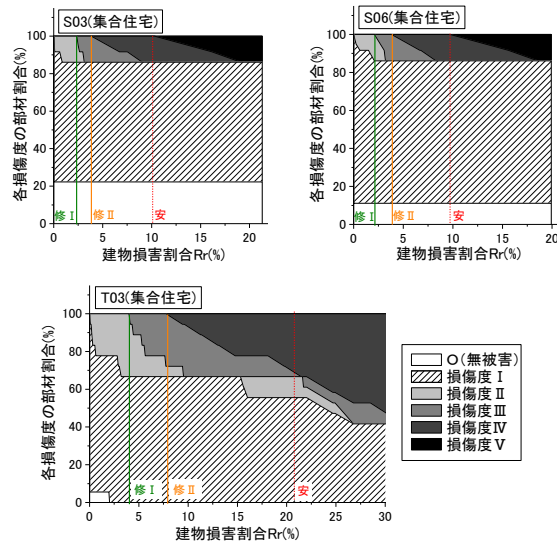 S03(集合住宅)
各損傷度の部材割合(%)
100
80
60
40
20
0
修Ⅰ
修Ⅱ
安
0 5 10 15 20
建物損害割合Rr(%)
S06(集合住宅)
各損傷度の部材割合(%)
100
80
60
40
20
0
修Ⅰ
修Ⅱ
安
0 5 10 15 20
建物損害割合Rr(%)
T03(集合住宅)
各損傷度の部材割合(%)
100
80
60
40
20
0
修Ⅰ
修Ⅱ
安
0 5 10 15 20 25 30
建物損害割合Rr(%)
O(無被害)
損傷度Ⅰ
損傷度Ⅱ
損傷度Ⅲ
損傷度Ⅳ
損傷度Ⅴ